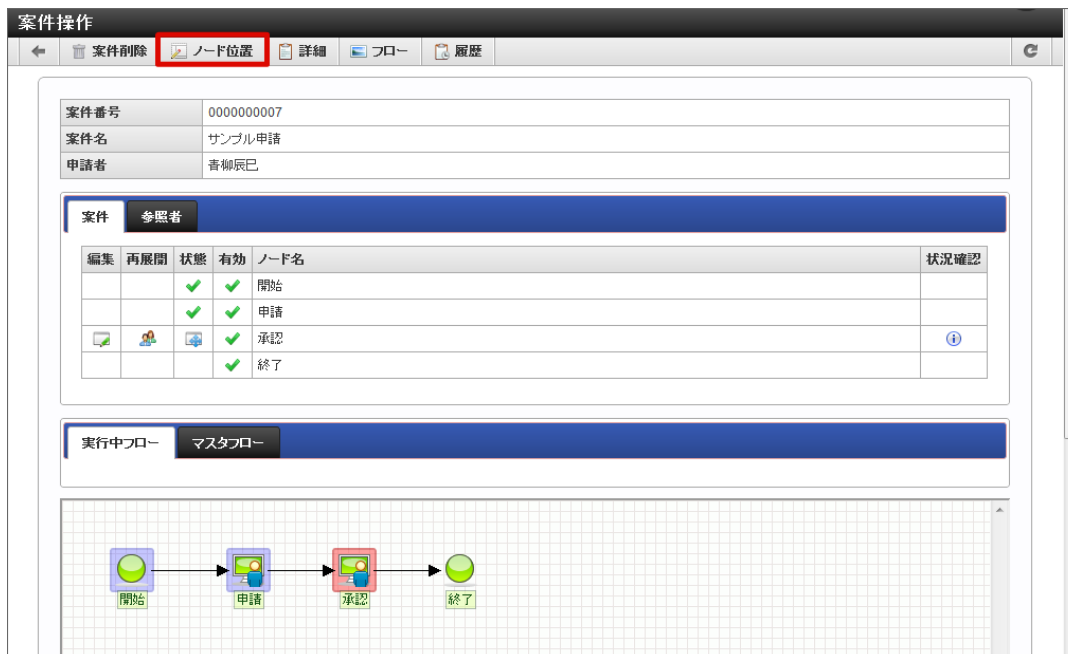 案件操作
案件削除 ノード位置 詳細 フロー 履歴
案件番号 0000000007
案件名 サンプル申請
申請者 青柳辰巳
案件 参照者
編集 再展開 状態 有効 ノード名 状況確認
開始
申請
承認
終了
実行中フロー マスタフロー
開始 申請 承認 終了